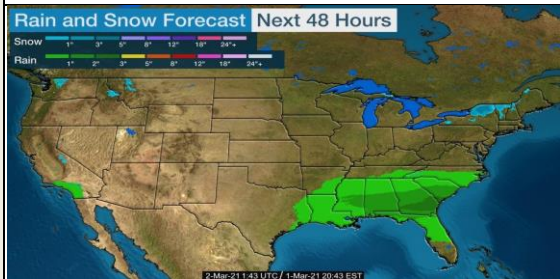 Rain and Snow Forecast Next 48 Hours
Snow
1" 3" 5" 8" 12" 18" 24"+
Rain
1" 2" 3" 5" 8" 12" 18" 24"+
2-Mar-21 1:43 UTC / 1-Mar-21 20:43 EST